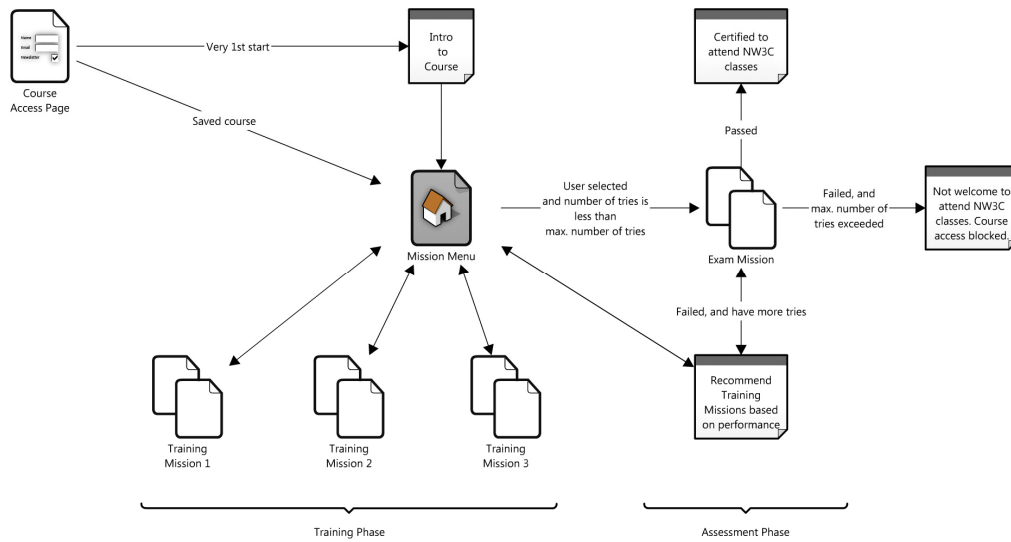 Name
Email
Newsletter
Course
Access Page
Very 1st start
Saved course
Intro
to
Course
Certified to
attend NW3C
classes
Passed
Mission Menu
User selected
and number of tries is
less than
max. number of tries
Exam Mission
Failed, and
max. number of
tries exceeded
Not welcome to
attend NW3C
classes. Course
access blocked.
Failed, and have more tries
Recommend
Training
Missions based
on performance
Training
Mission 1
Training
Mission 2
Training
Mission 3
Training Phase
Assessment Phase